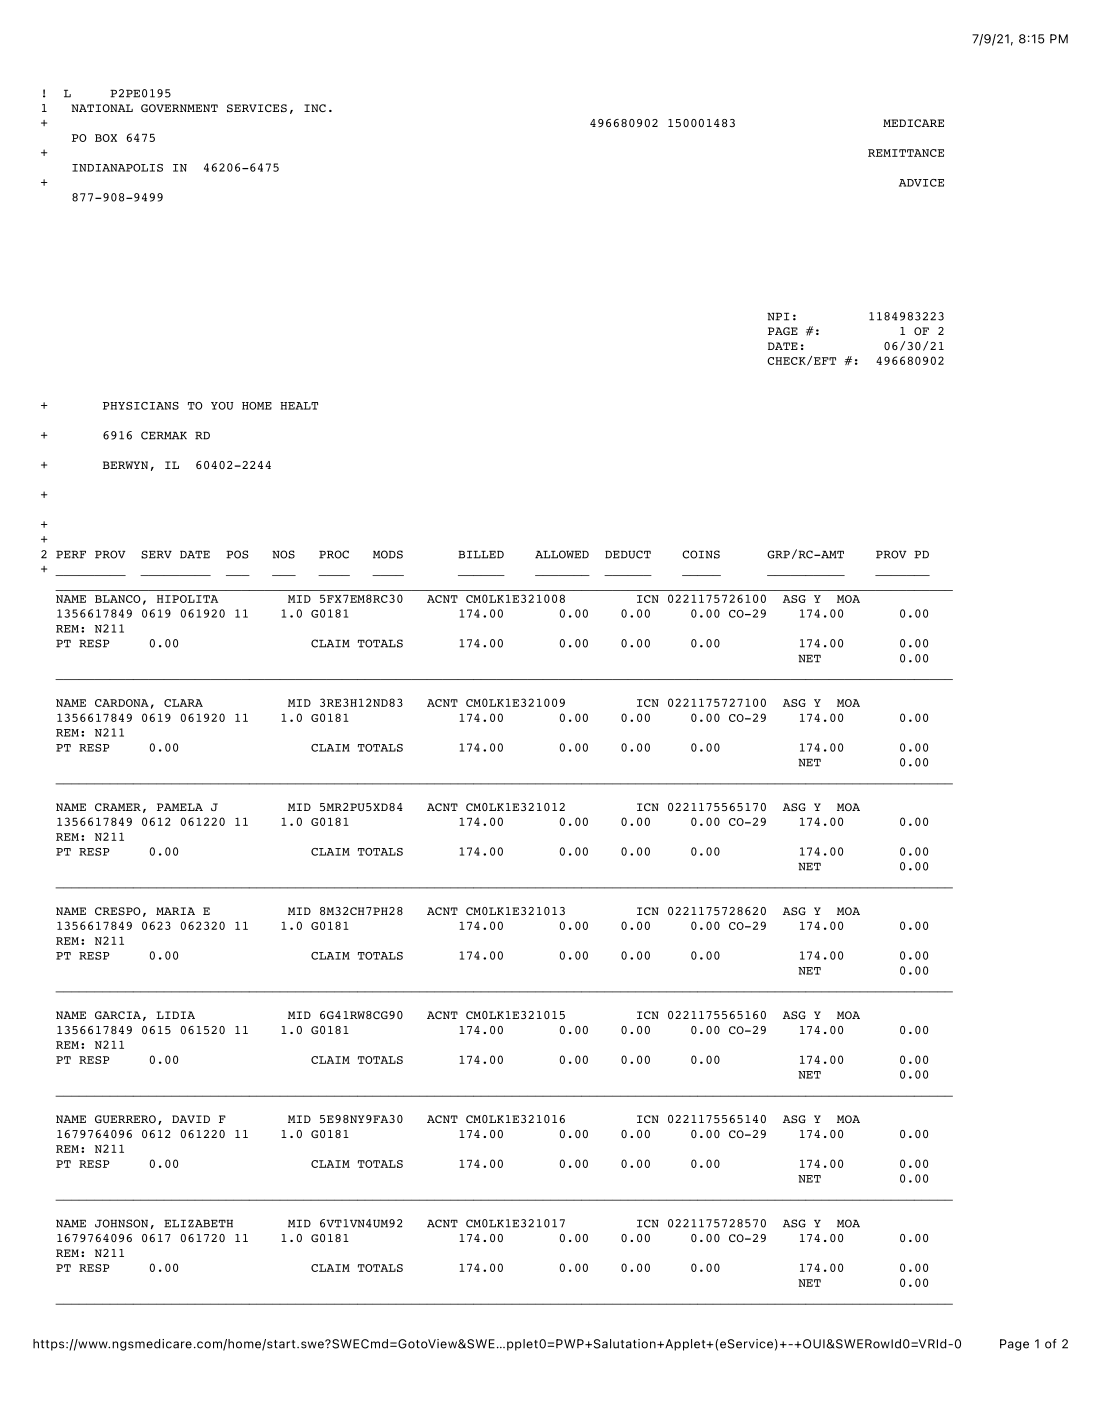 7/9/21, 8:15 PM
! L P2PE0195
1 NATIONAL GOVERNMENT SERVICES, INC.
+ 496680902 150001483 MEDICARE
PO BOX 6475
+ REMITTANCE
INDIANAPOLIS IN 46206-6475
+ ADVICE
877-908-9499
NPI: 1184983223
PAGE #: 1 OF 2
DATE: 06/30/21
CHECK/EFT #: 496680902
+ PHYSICIANS TO YOU HOME HEALT
+ 6916 CERMAK RD
+ BERWYN, IL 60402-2244
+
+
+
2 PERF PROV SERV DATE POS NOS PROC MODS BILLED ALLOWED DEDUCT COINS GRP/RC-AMT PROV PD
+
NAME BLANCO, HIPOLITA MID 5FX7EM8RC30 ACNT CM0LK1E321008 ICN 0221175726100 ASG Y MOA
1356617849 0619 061920 11 1.0 G0181 174.00 0.00 0.00 0.00 CO-29 174.00 0.00
REM: N211
PT RESP 0.00 CLAIM TOTALS 174.00 0.00 0.00 0.00 174.00 0.00
NET 0.00
NAME CARDONA, CLARA MID 3RE3H12ND83 ACNT CM0LK1E321009 ICN 0221175727100 ASG Y MOA
1356617849 0619 061920 11 1.0 G0181 174.00 0.00 0.00 0.00 CO-29 174.00 0.00
REM: N211
PT RESP 0.00 CLAIM TOTALS 174.00 0.00 0.00 0.00 174.00 0.00
NET 0.00
NAME CRAMER, PAMELA J MID 5MR2PU5XD84 ACNT CM0LK1E321012 ICN 0221175565170 ASG Y MOA
1356617849 0612 061220 11 1.0 G0181 174.00 0.00 0.00 0.00 CO-29 174.00 0.00
REM: N211
PT RESP 0.00 CLAIM TOTALS 174.00 0.00 0.00 0.00 174.00 0.00
NET 0.00
NAME CRESPO, MARIA E MID 8M32CH7PH28 ACNT CM0LK1E321013 ICN 0221175728620 ASG Y MOA
1356617849 0623 062320 11 1.0 G0181 174.00 0.00 0.00 0.00 CO-29 174.00 0.00
REM: N211
PT RESP 0.00 CLAIM TOTALS 174.00 0.00 0.00 0.00 174.00 0.00
NET 0.00
NAME GARCIA, LIDIA MID 6G41RW8CG90 ACNT CM0LK1E321015 ICN 0221175565160 ASG Y MOA
1356617849 0615 061520 11 1.0 G0181 174.00 0.00 0.00 0.00 CO-29 174.00 0.00
REM: N211
PT RESP 0.00 CLAIM TOTALS 174.00 0.00 0.00 0.00 174.00 0.00
NET 0.00
NAME GUERRERO, DAVID F MID 5E98NY9FA30 ACNT CM0LK1E321016 ICN 0221175565140 ASG Y MOA
1679764096 0612 061220 11 1.0 G0181 174.00 0.00 0.00 0.00 CO-29 174.00 0.00
REM: N211
PT RESP 0.00 CLAIM TOTALS 174.00 0.00 0.00 0.00 174.00 0.00
NET 0.00
NAME JOHNSON, ELIZABETH MID 6VT1VN4UM92 ACNT CM0LK1E321017 ICN 0221175728570 ASG Y MOA
1679764096 0617 061720 11 1.0 G0181 174.00 0.00 0.00 0.00 CO-29 174.00 0.00
REM: N211
PT RESP 0.00 CLAIM TOTALS 174.00 0.00 0.00 0.00 174.00 0.00
NET 0.00
https://www.ngsmedicare.com/home/start.swe?SWECmd=GotoView&SWE…pplet0=PWP+Salutation+Applet+(eService)+-+OUI&SWERowId0=VRId-0 Page 1 of 2